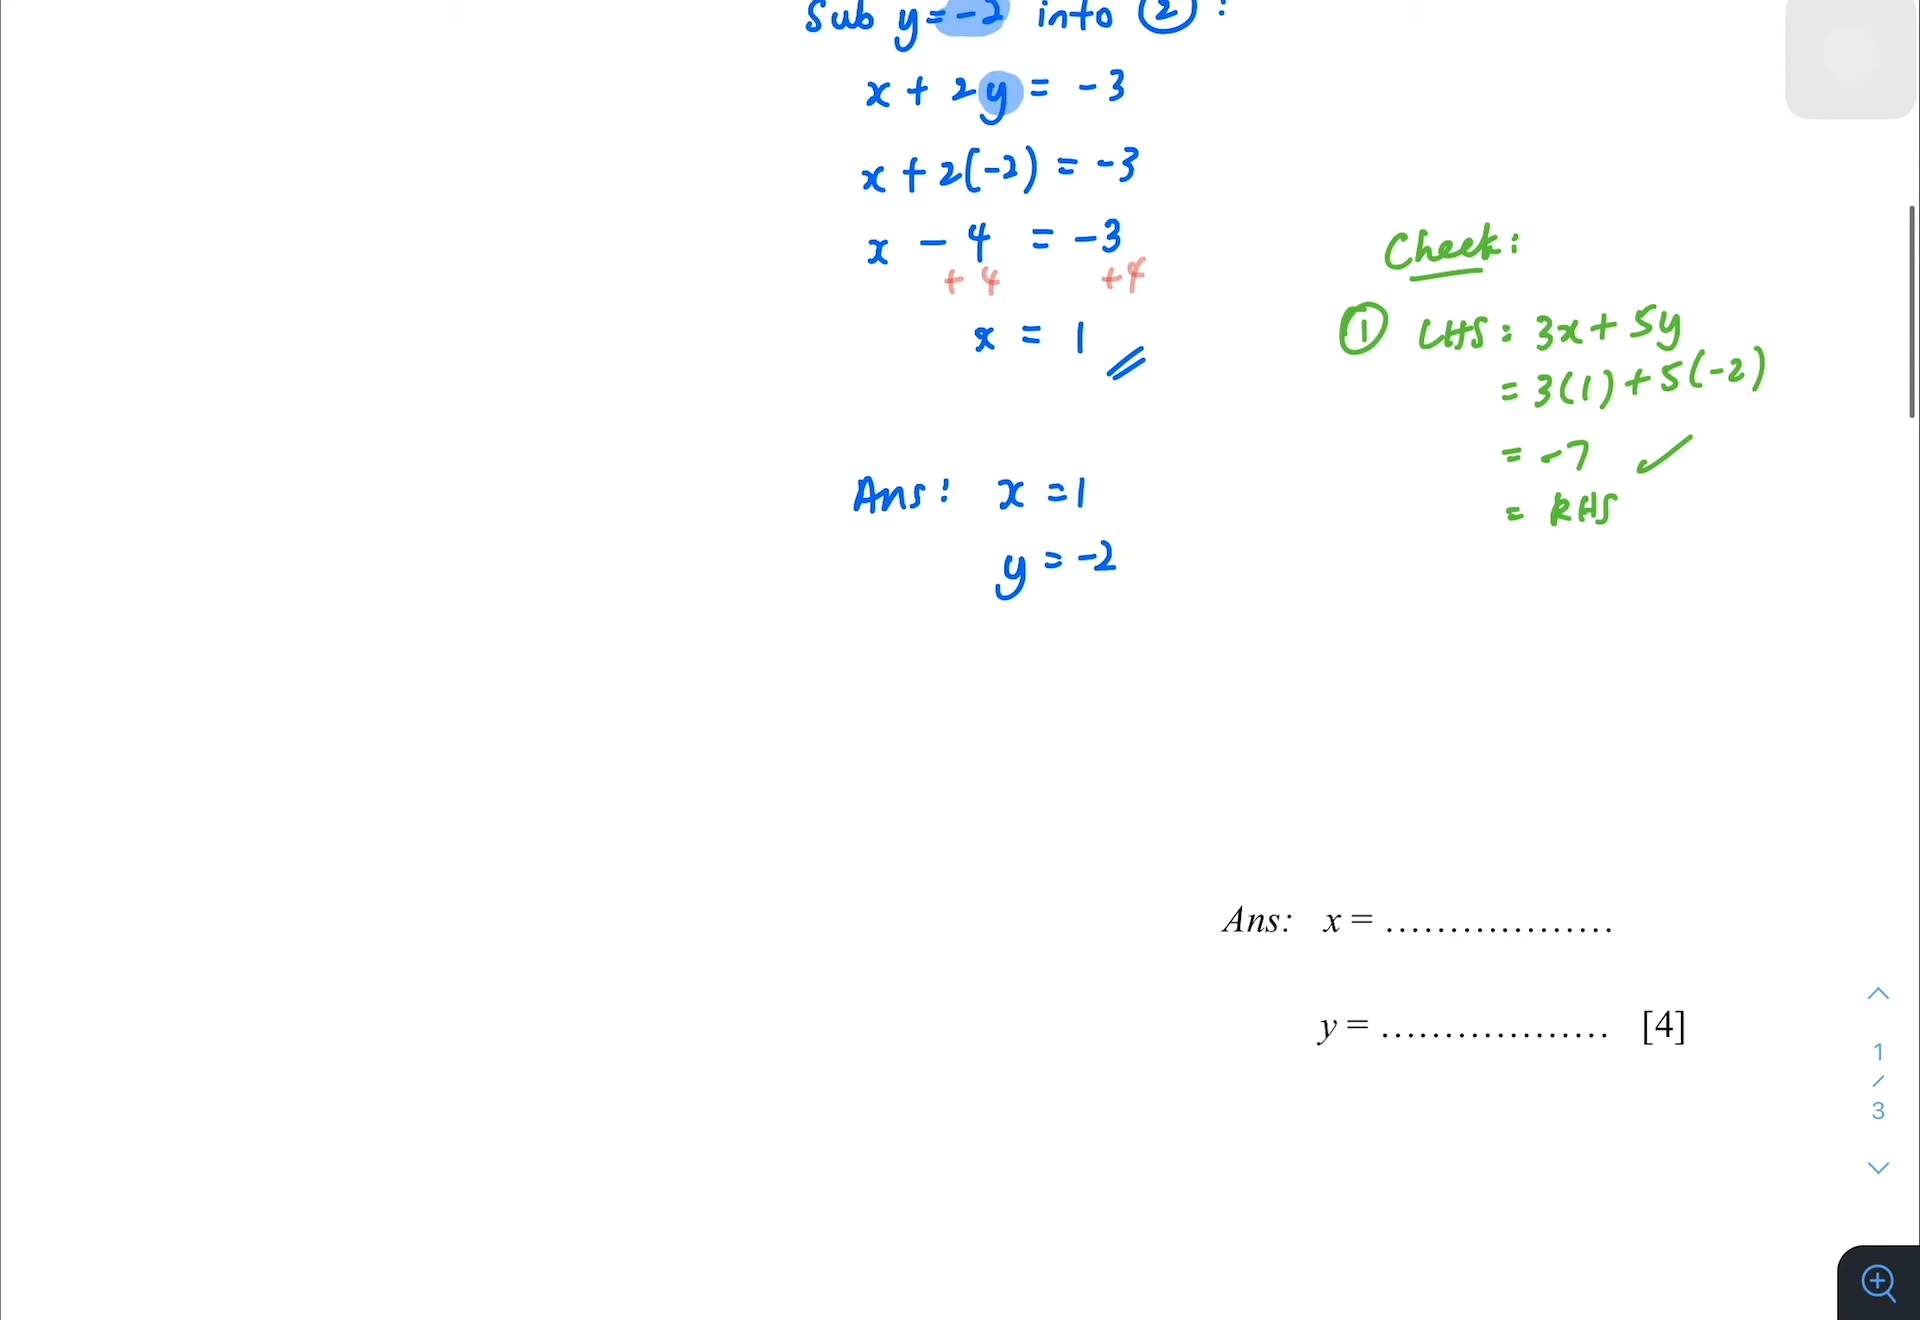 Sub y=-2 into ② :
x + 2y = -3
x + 2(-2) = -3
x - 4 = -3
+ 4 +4
x = 1
Ans: x = 1
y = -2
Check:
① LHS: 3x + 5y
= 3(1) + 5(-2)
= -7 ✓
= RHS
Ans: x = ..................
y = .................. [4]
1
/
3